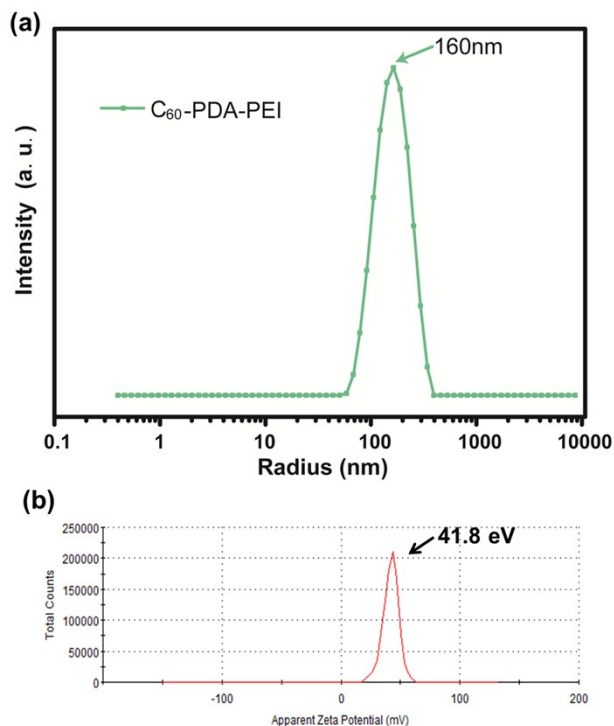 (a)
160nm
C₆₀-PDA-PEI
Intensity (a. u.)
0.1 1 10 100 1000 10000
Radius (nm)
(b)
41.8 eV
250000
200000
150000
100000
50000
0
Total Counts
-100 0 100 200
Apparent Zeta Potential (mV)